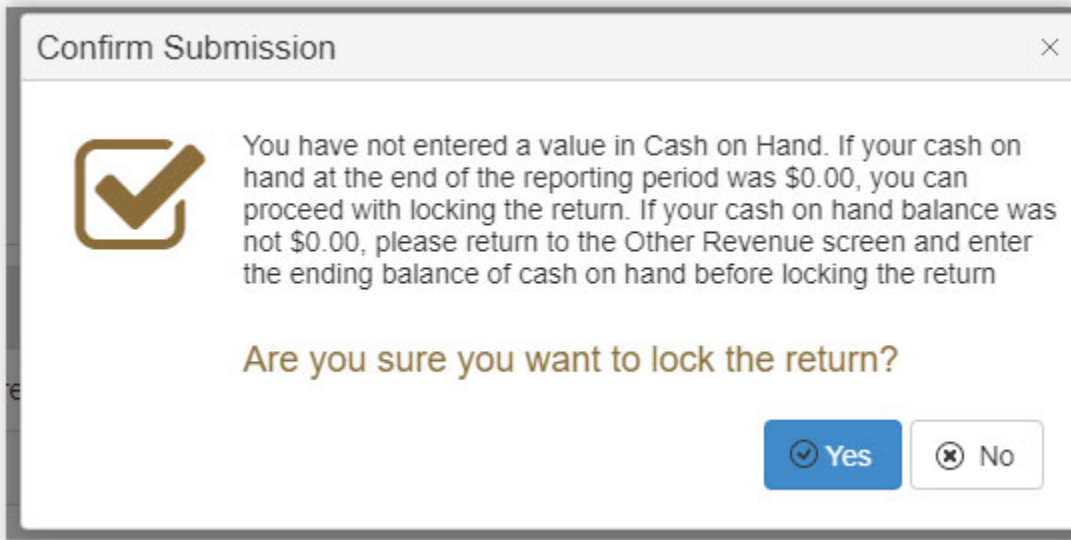 Confirm Submission
You have not entered a value in Cash on Hand. If your cash on
hand at the end of the reporting period was $0.00, you can
proceed with locking the return. If your cash on hand balance was
not $0.00, please return to the Other Revenue screen and enter
the ending balance of cash on hand before locking the return
Are you sure you want to lock the return?
Yes
No